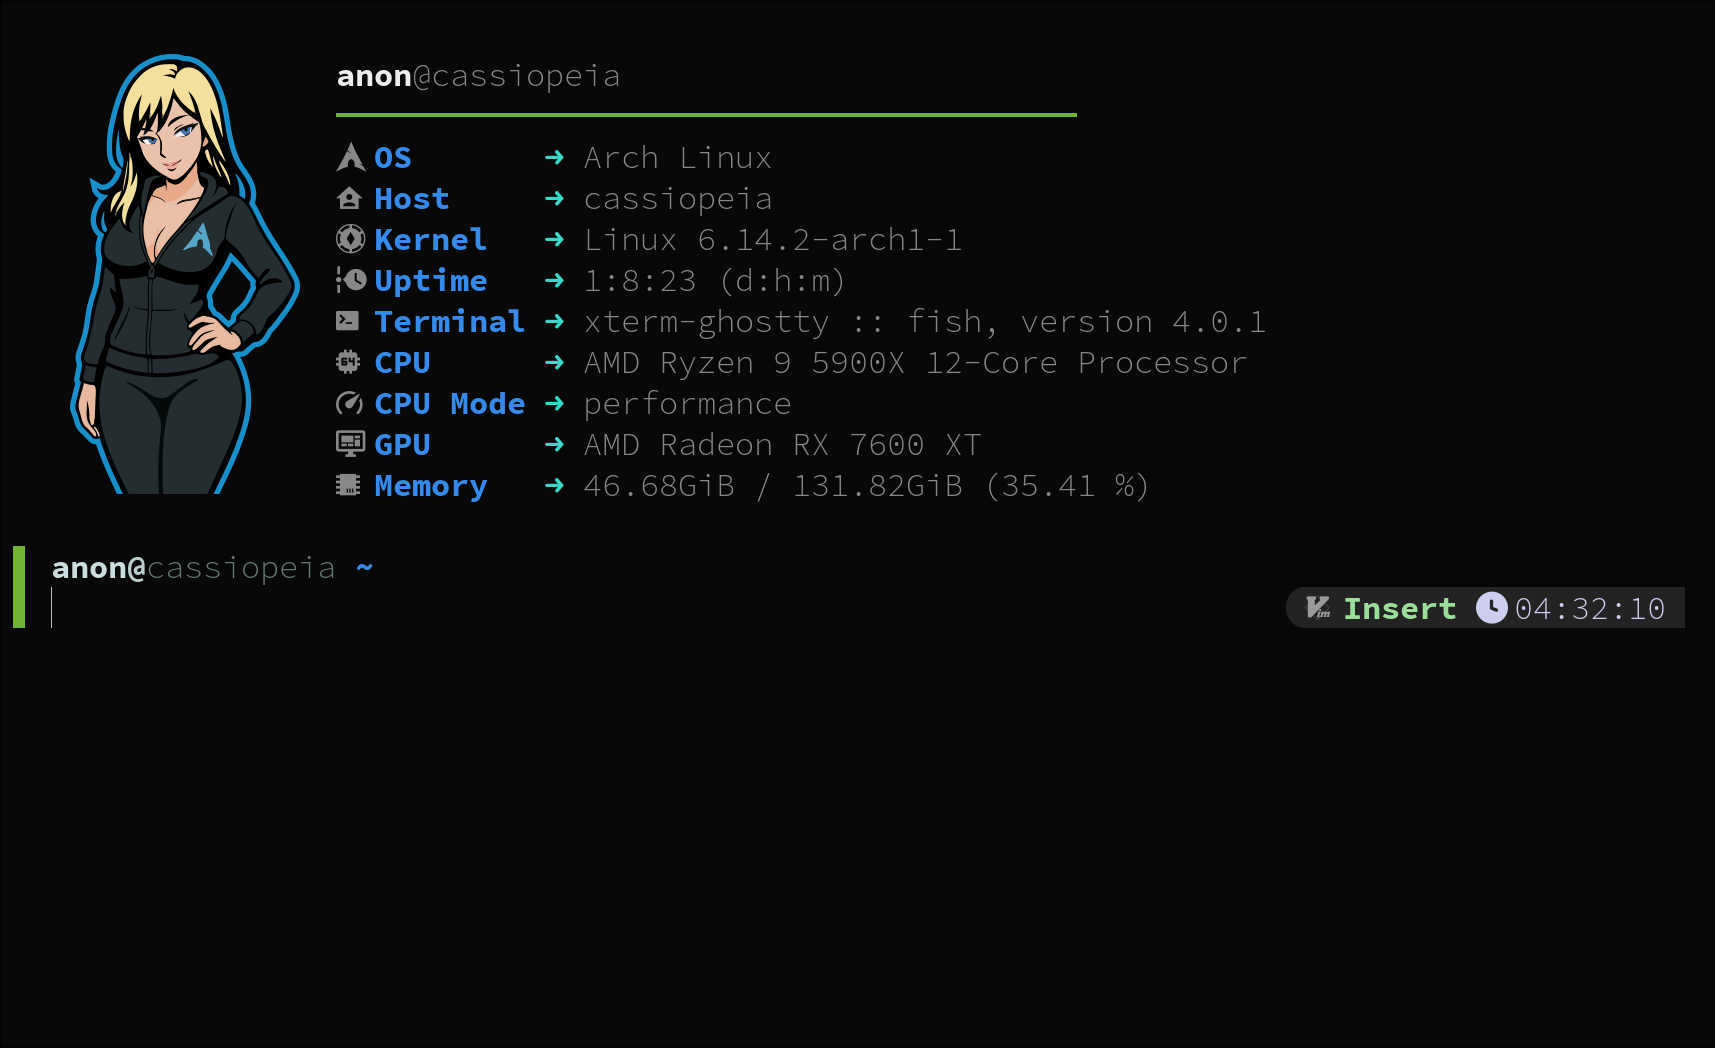 anon@cassiopeia
OS ➜ Arch Linux
Host ➜ cassiopeia
Kernel ➜ Linux 6.14.2-arch1-1
Uptime ➜ 1:8:23 (d:h:m)
Terminal ➜ xterm-ghostty :: fish, version 4.0.1
CPU ➜ AMD Ryzen 9 5900X 12-Core Processor
CPU Mode ➜ performance
GPU ➜ AMD Radeon RX 7600 XT
Memory ➜ 46.68GiB / 131.82GiB (35.41 %)
anon@cassiopeia ~
Insert 04:32:10